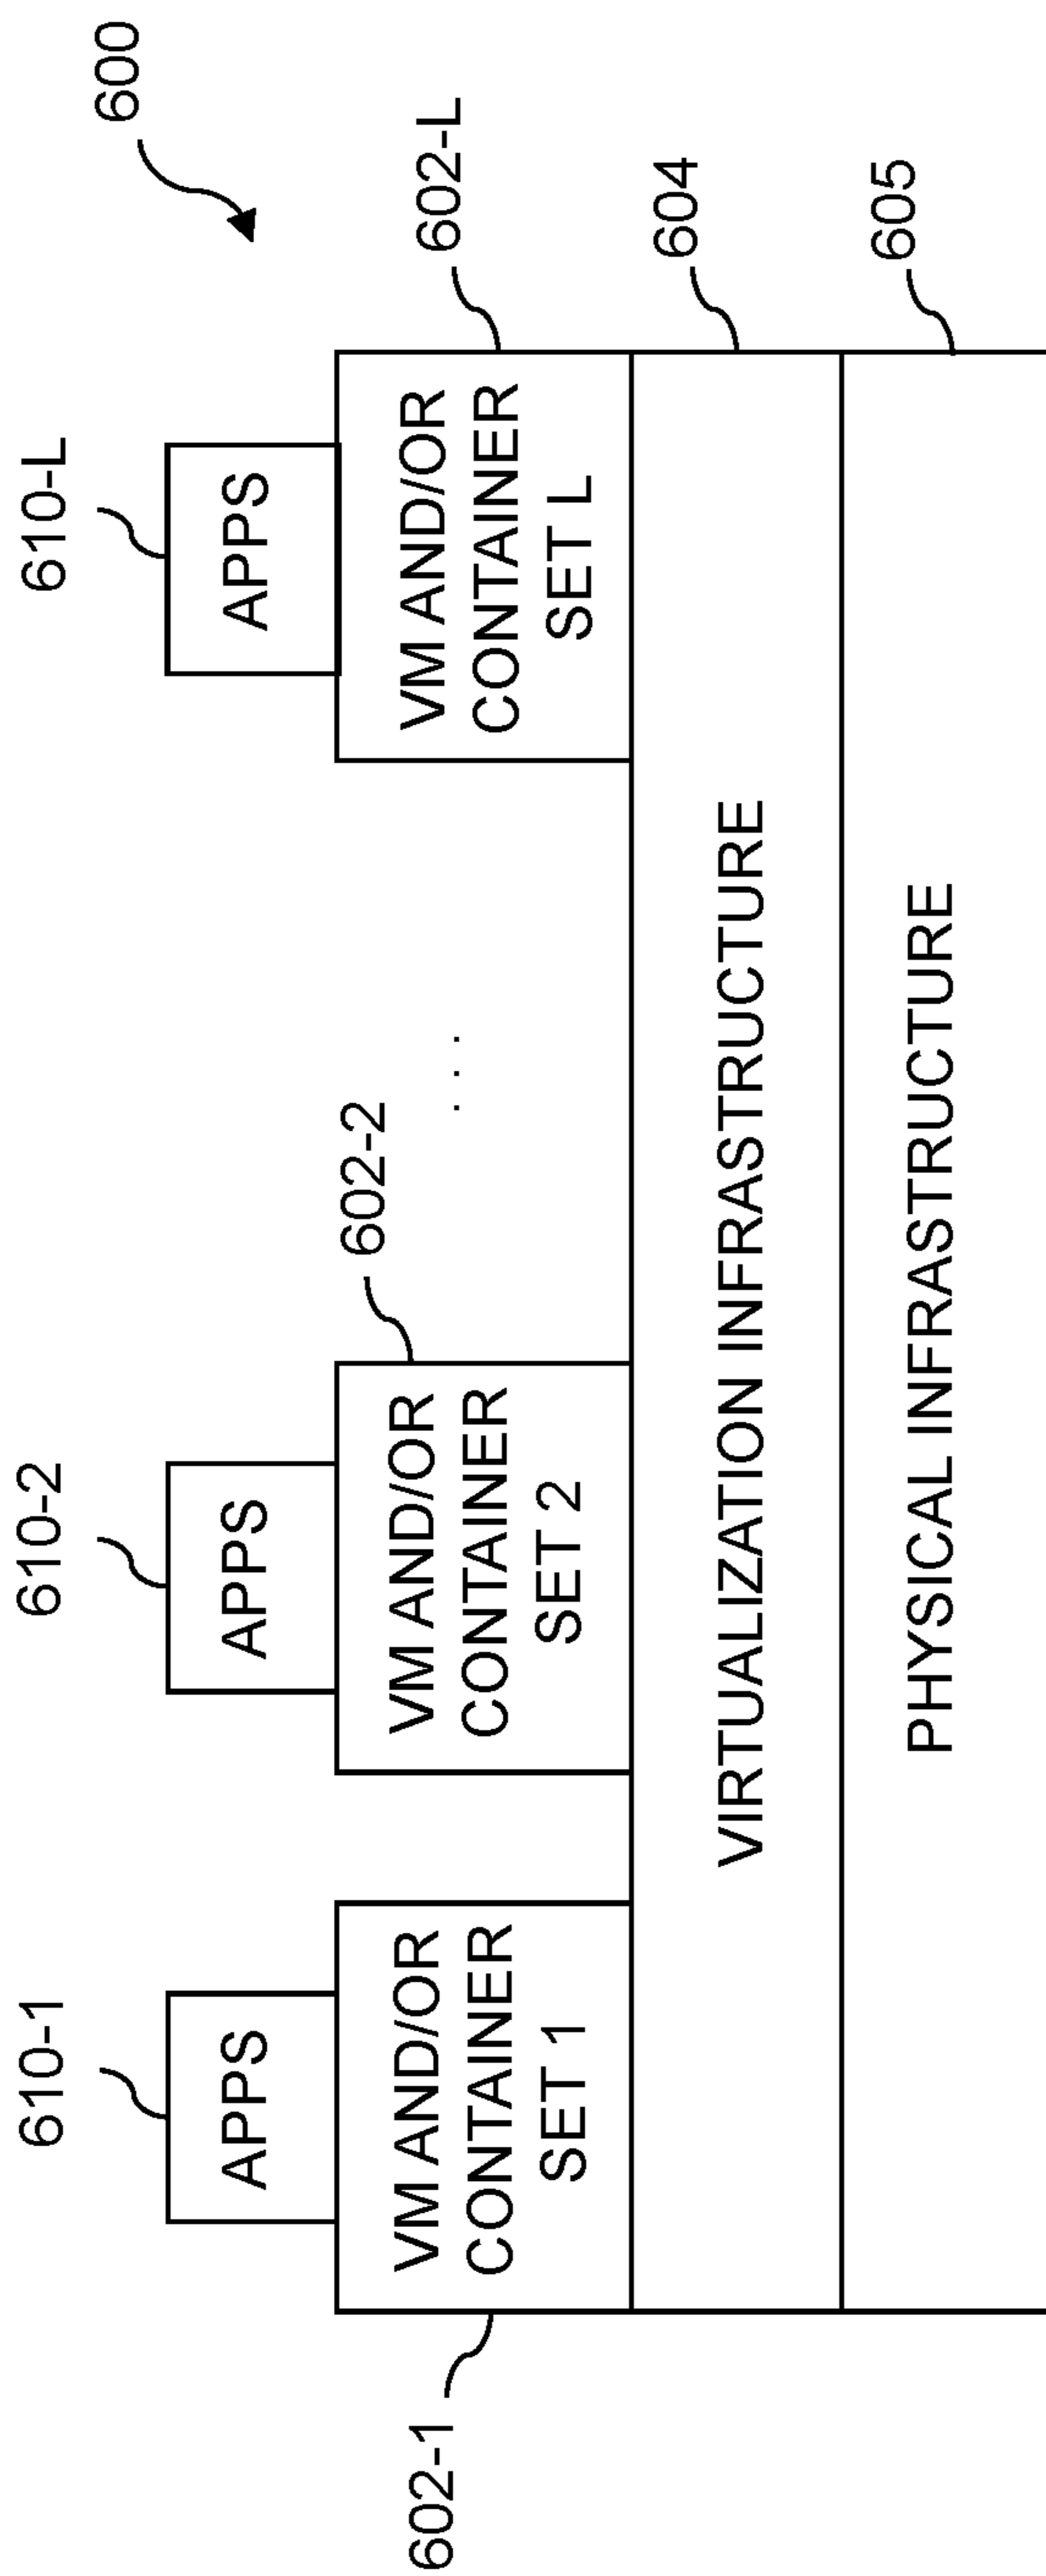 600
610-1
610-2
610-L
APPS
APPS
APPS
602-1
VM AND/OR
CONTAINER
SET 1
VM AND/OR
CONTAINER
SET 2
602-2
. . .
VM AND/OR
CONTAINER
SET L
602-L
VIRTUALIZATION INFRASTRUCTURE
604
PHYSICAL INFRASTRUCTURE
605